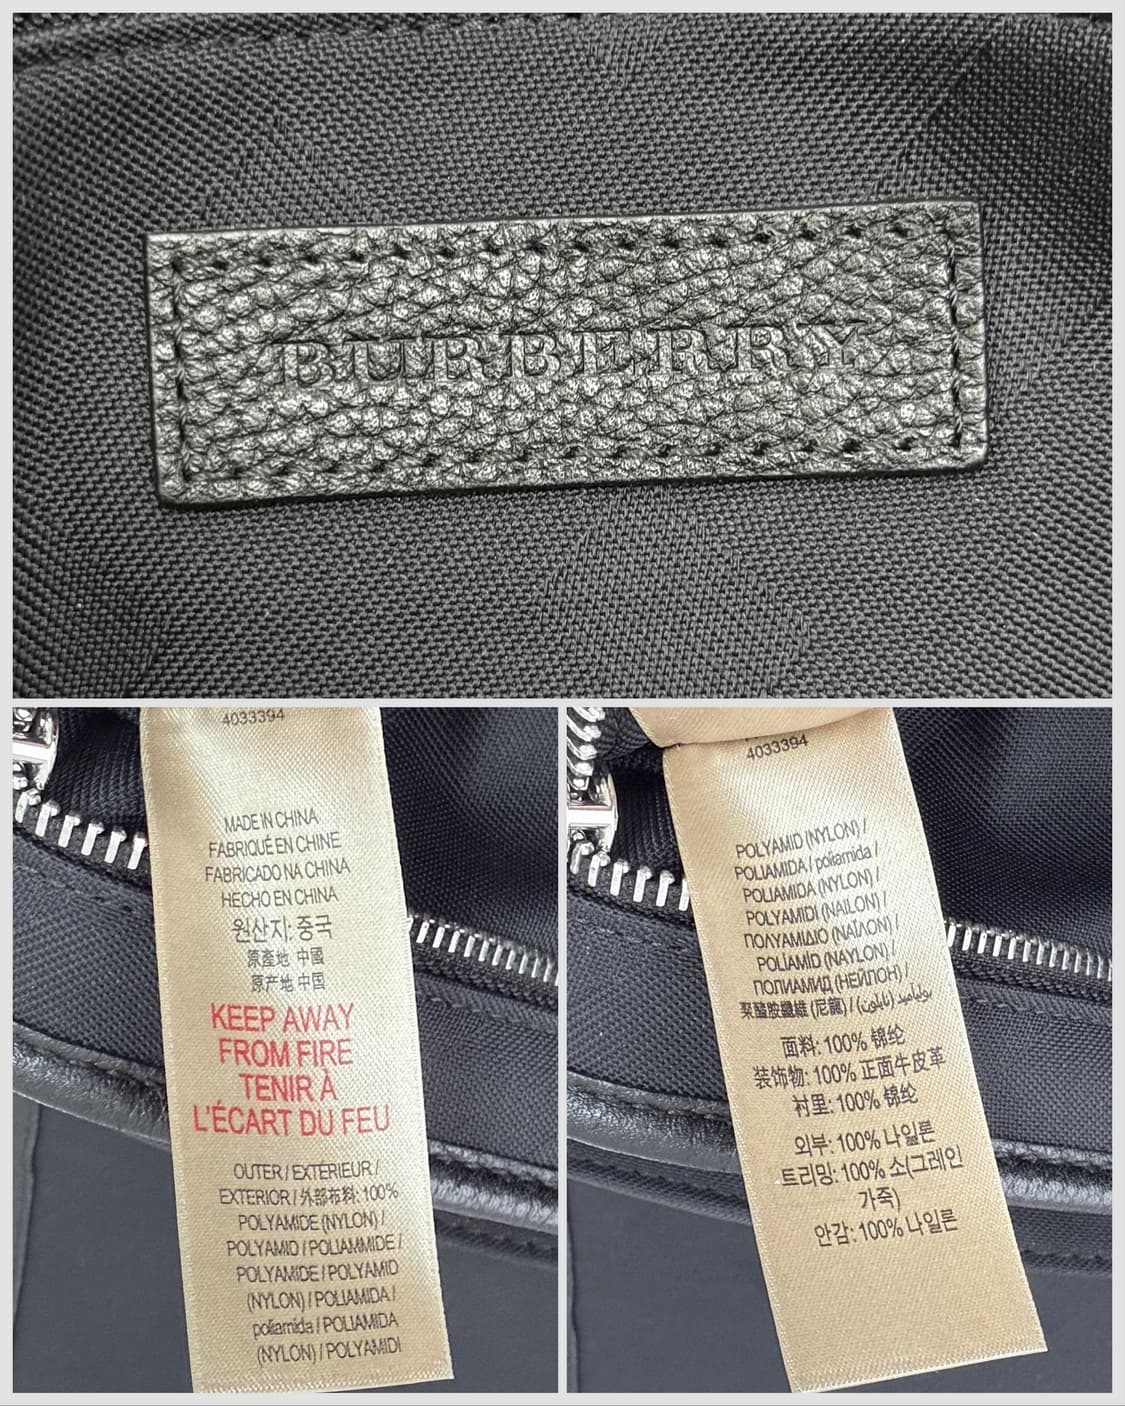 BURBERRY
4033394
MADE IN CHINA
FABRIQUÉ EN CHINE
FABRICADO NA CHINA
HECHO EN CHINA
원산지: 중국
原產地 中國
原产地 中国
KEEP AWAY
FROM FIRE
TENIR À
L'ÉCART DU FEU
OUTER / EXTÉRIEUR /
EXTERIOR / 外部布料: 100%
POLYAMIDE (NYLON) /
POLYAMID / POLIAMMIDE /
POLYAMIDE / POLYAMID
(NYLON) / POLIAMIDA /
poliamida / POLIAMIDA
(NYLON) / POLYAMIDI
4033394
POLYAMID (NYLON) /
POLIAMIDA / poliamida /
POLIAMIDA (NYLON) /
POLYAMIDI (NAILON) /
ΠΟΛΥΑΜΙΔΙΟ (ΝΑΪΛΟΝ) /
POLÍAMÍÐ (NAYLON) /
ПОЛИАМИД (НЕЙЛОН) /
聚醯胺纖維 (尼龍) / بولياميد (نايلون)
面料: 100% 锦纶
装饰物: 100% 正面牛皮革
衬里: 100% 锦纶
외부: 100% 나일론
트리밍: 100% 소(그레인
가죽)
안감: 100% 나일론